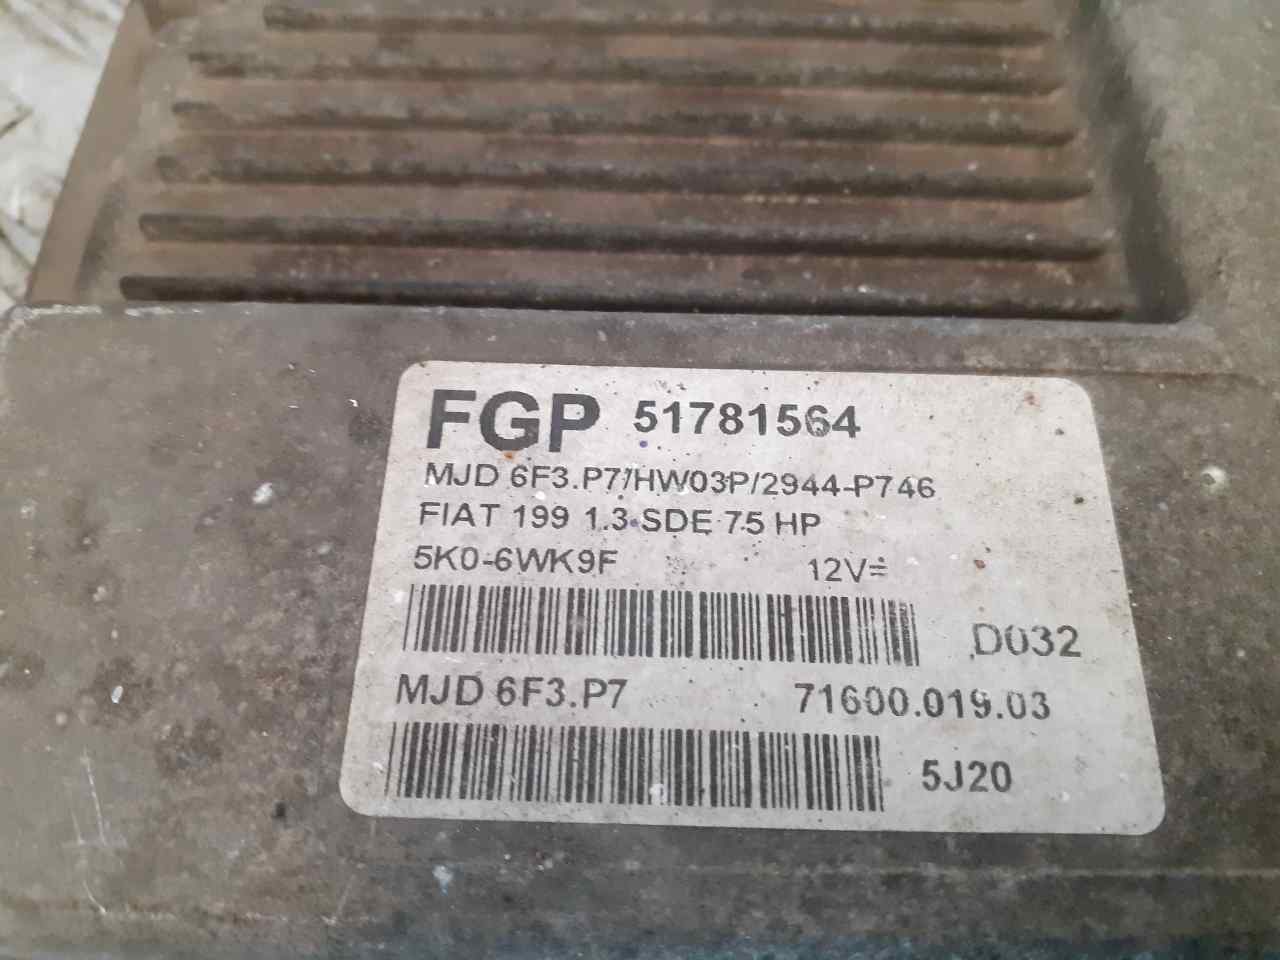 FGP 51781564
MJD 6F3.P7/HW03P/2944-P746
FIAT 199 1.3 SDE 75 HP
5K0-6WK9F 12V=
D032
MJD 6F3.P7 71600.019.03
5J20